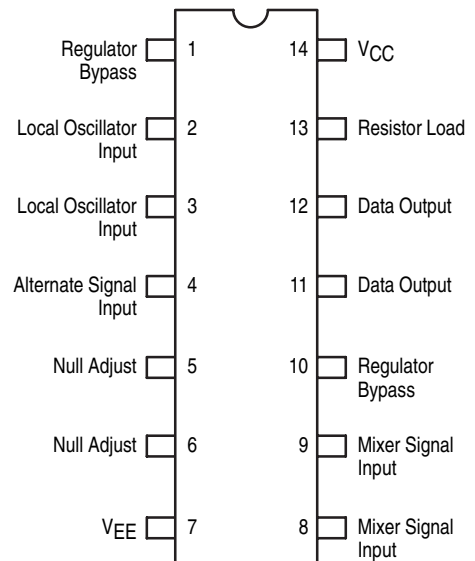 Regulator
Bypass
1
14
VCC
Local Oscillator
Input
2
13
Resistor Load
Local Oscillator
Input
3
12
Data Output
Alternate Signal
Input
4
11
Data Output
Null Adjust
5
10
Regulator
Bypass
Null Adjust
6
9
Mixer Signal
Input
VEE
7
8
Mixer Signal
Input